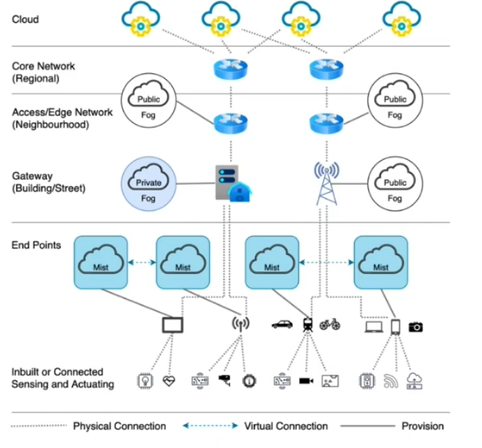 Cloud
Core Network
(Regional)
Public
Fog
Public
Fog
Access/Edge Network
(Neighbourhood)
Gateway
(Building/Street)
Private
Fog
Public
Fog
End Points
Mist
Mist
Mist
Mist
Inbuilt or Connected
Sensing and Actuating
Physical Connection
Virtual Connection
Provision